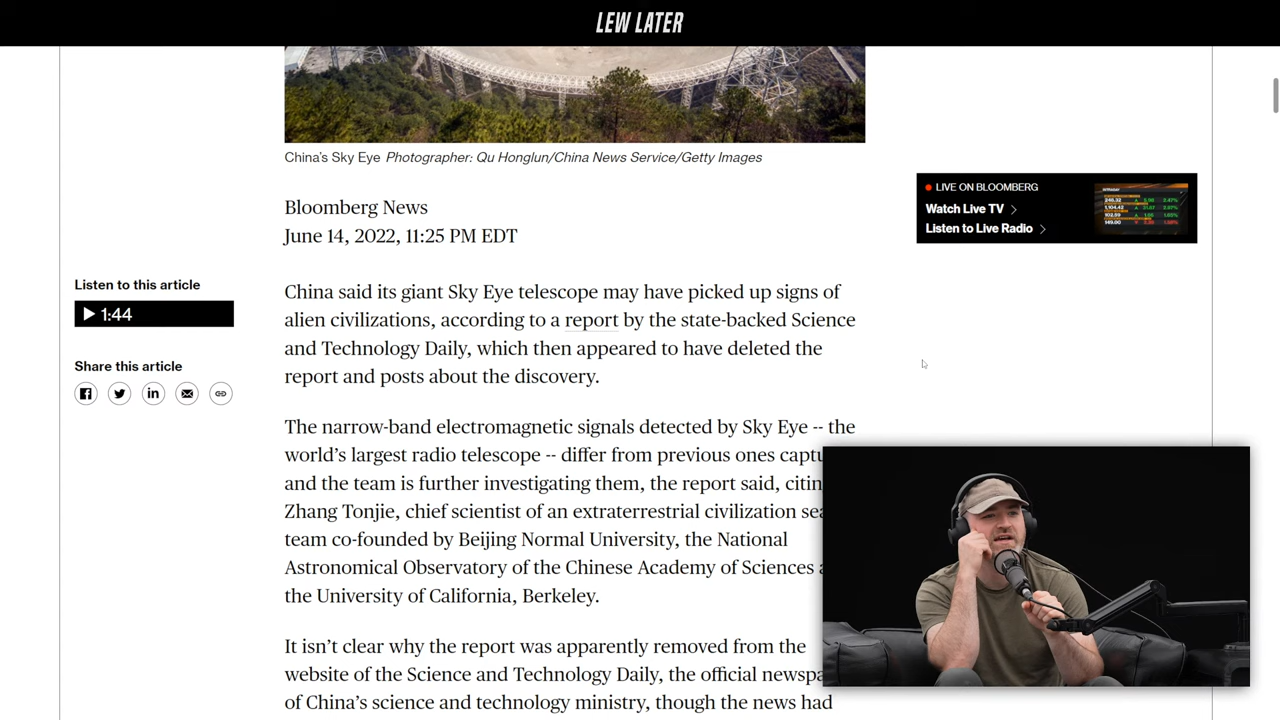 LEW LATER
China's Sky Eye Photographer: Qu Honglun/China News Service/Getty Images
LIVE ON BLOOMBERG
Watch Live TV
Listen to Live Radio
Bloomberg News
June 14, 2022, 11:25 PM EDT
Listen to this article
1:44
Share this article
China said its giant Sky Eye telescope may have picked up signs of
alien civilizations, according to a report by the state-backed Science
and Technology Daily, which then appeared to have deleted the
report and posts about the discovery.
The narrow-band electromagnetic signals detected by Sky Eye -- the
world's largest radio telescope -- differ from previous ones captu
and the team is further investigating them, the report said, citin
Zhang Tonjie, chief scientist of an extraterrestrial civilization sea
team co-founded by Beijing Normal University, the National
Astronomical Observatory of the Chinese Academy of Sciences a
the University of California, Berkeley.
It isn't clear why the report was apparently removed from the
website of the Science and Technology Daily, the official newspa
of China's science and technology ministry, though the news had